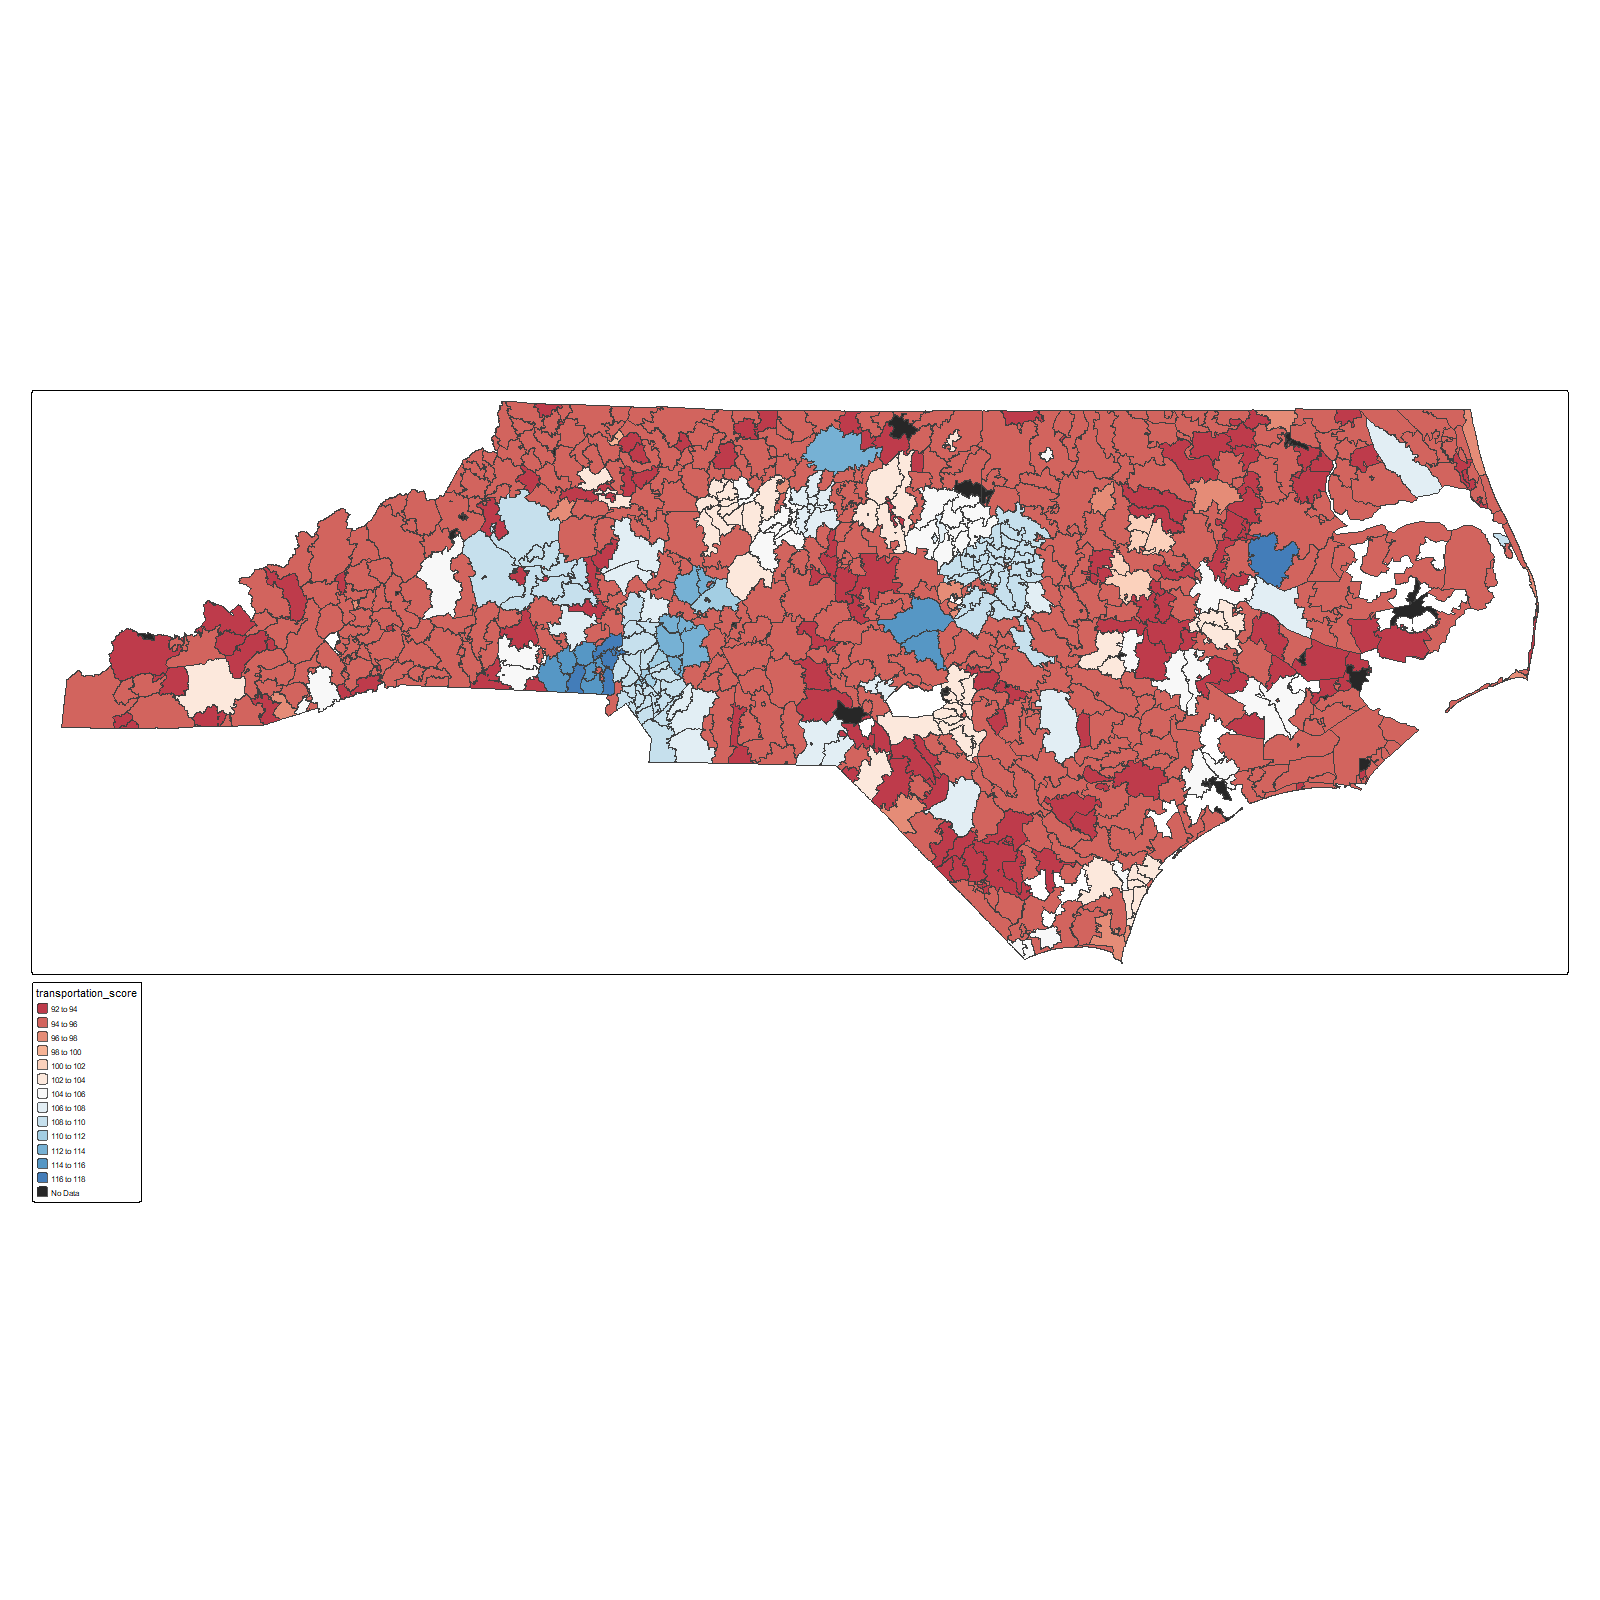 transportation_score
92 to 94
94 to 96
96 to 98
98 to 100
100 to 102
102 to 104
104 to 106
106 to 108
108 to 110
110 to 112
112 to 114
114 to 116
116 to 118
No Data